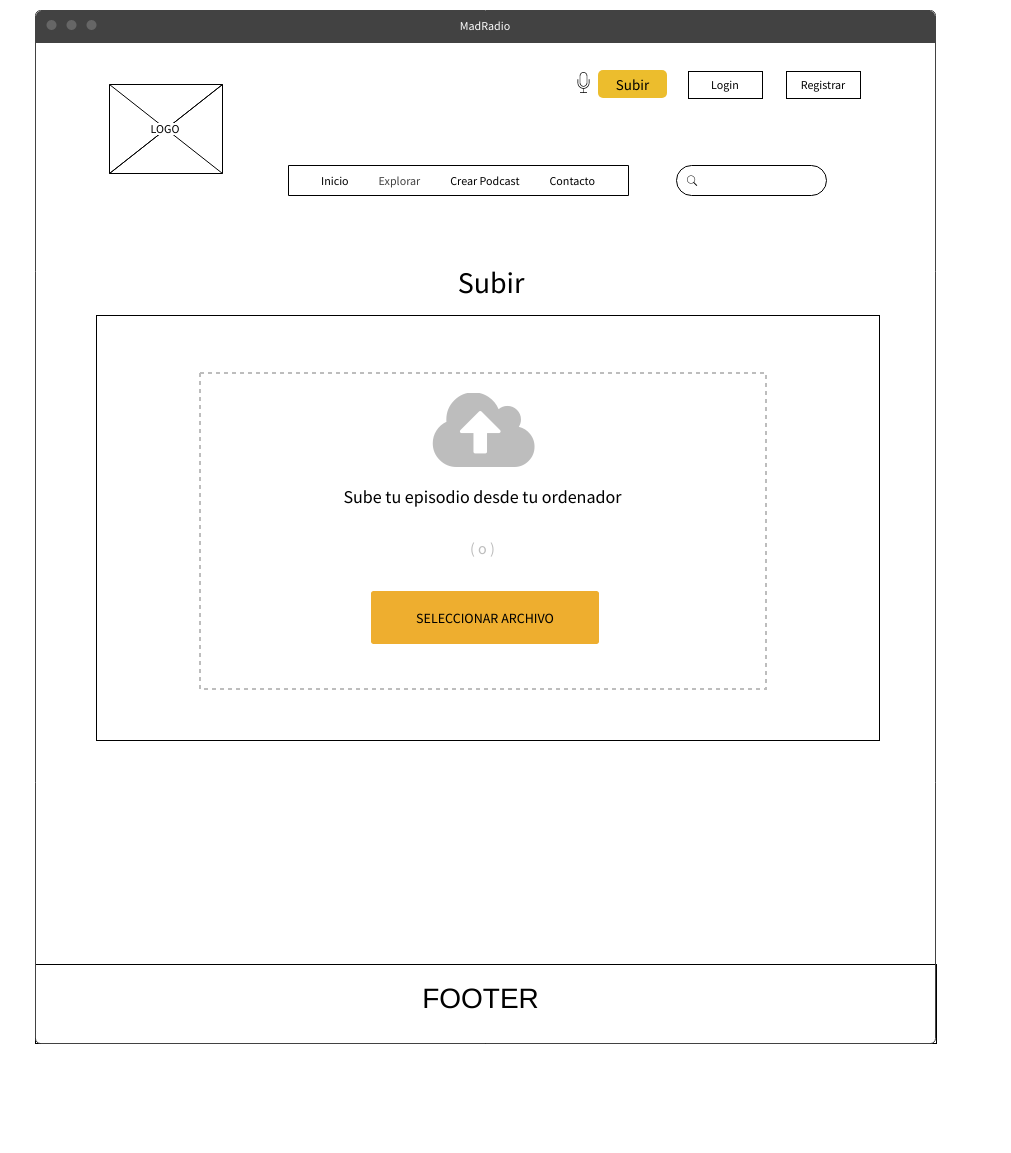 MadRadio
Subir
Login
Registrar
LOGO
Inicio
Explorar
Crear Podcast
Contacto
Subir
Sube tu episodio desde tu ordenador
( o )
SELECCIONAR ARCHIVO
FOOTER